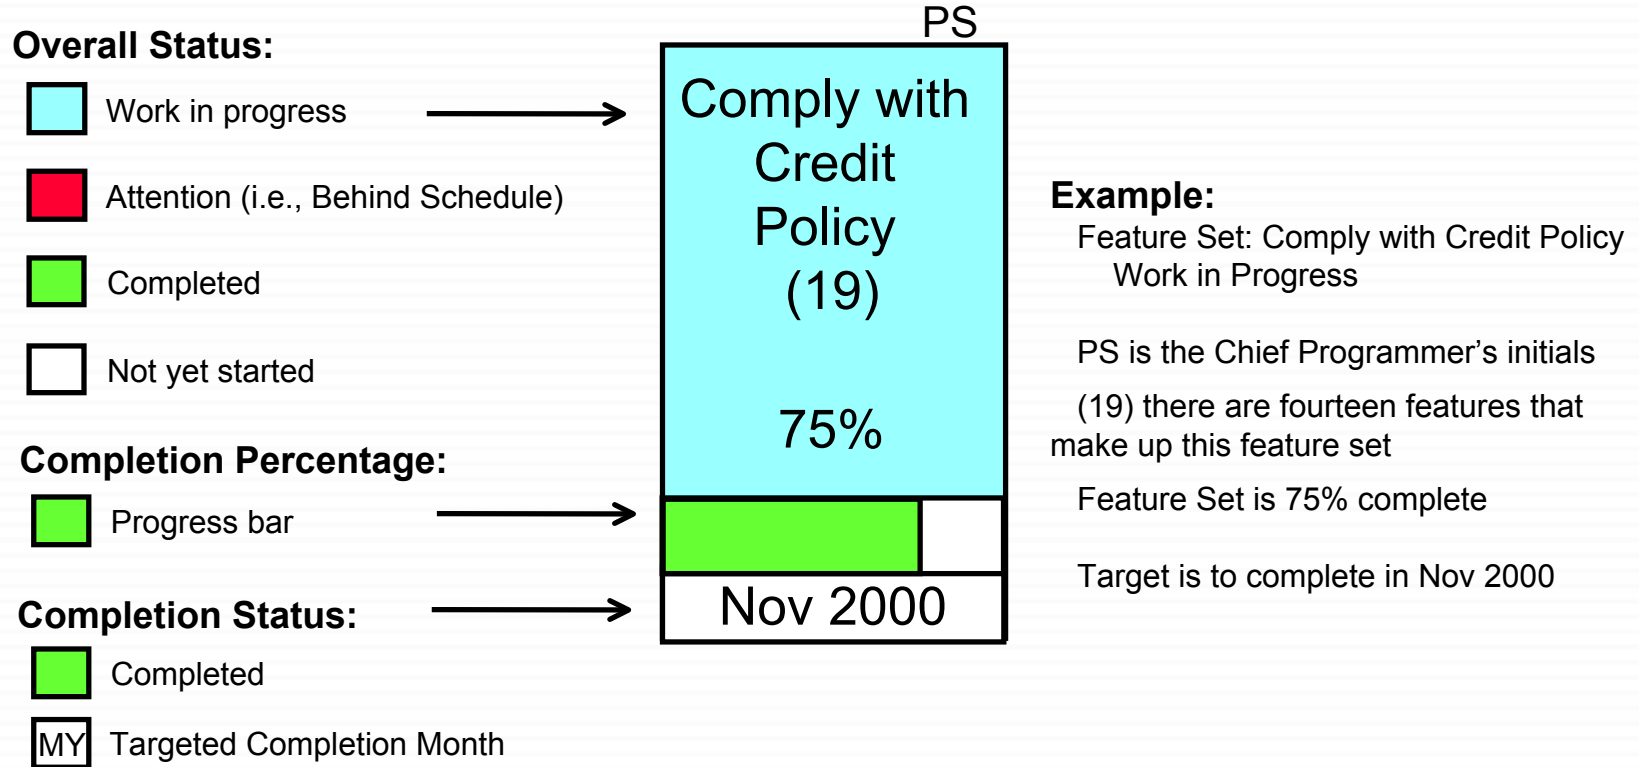 Overall Status:
Work in progress
Attention (i.e., Behind Schedule)
Completed
Not yet started
Completion Percentage:
Progress bar
Completion Status:
Completed
MY Targeted Completion Month
PS
Comply with
Credit
Policy
(19)
75%
Nov 2000
Example:
Feature Set: Comply with Credit Policy
Work in Progress
PS is the Chief Programmer’s initials
(19) there are fourteen features that
make up this feature set
Feature Set is 75% complete
Target is to complete in Nov 2000